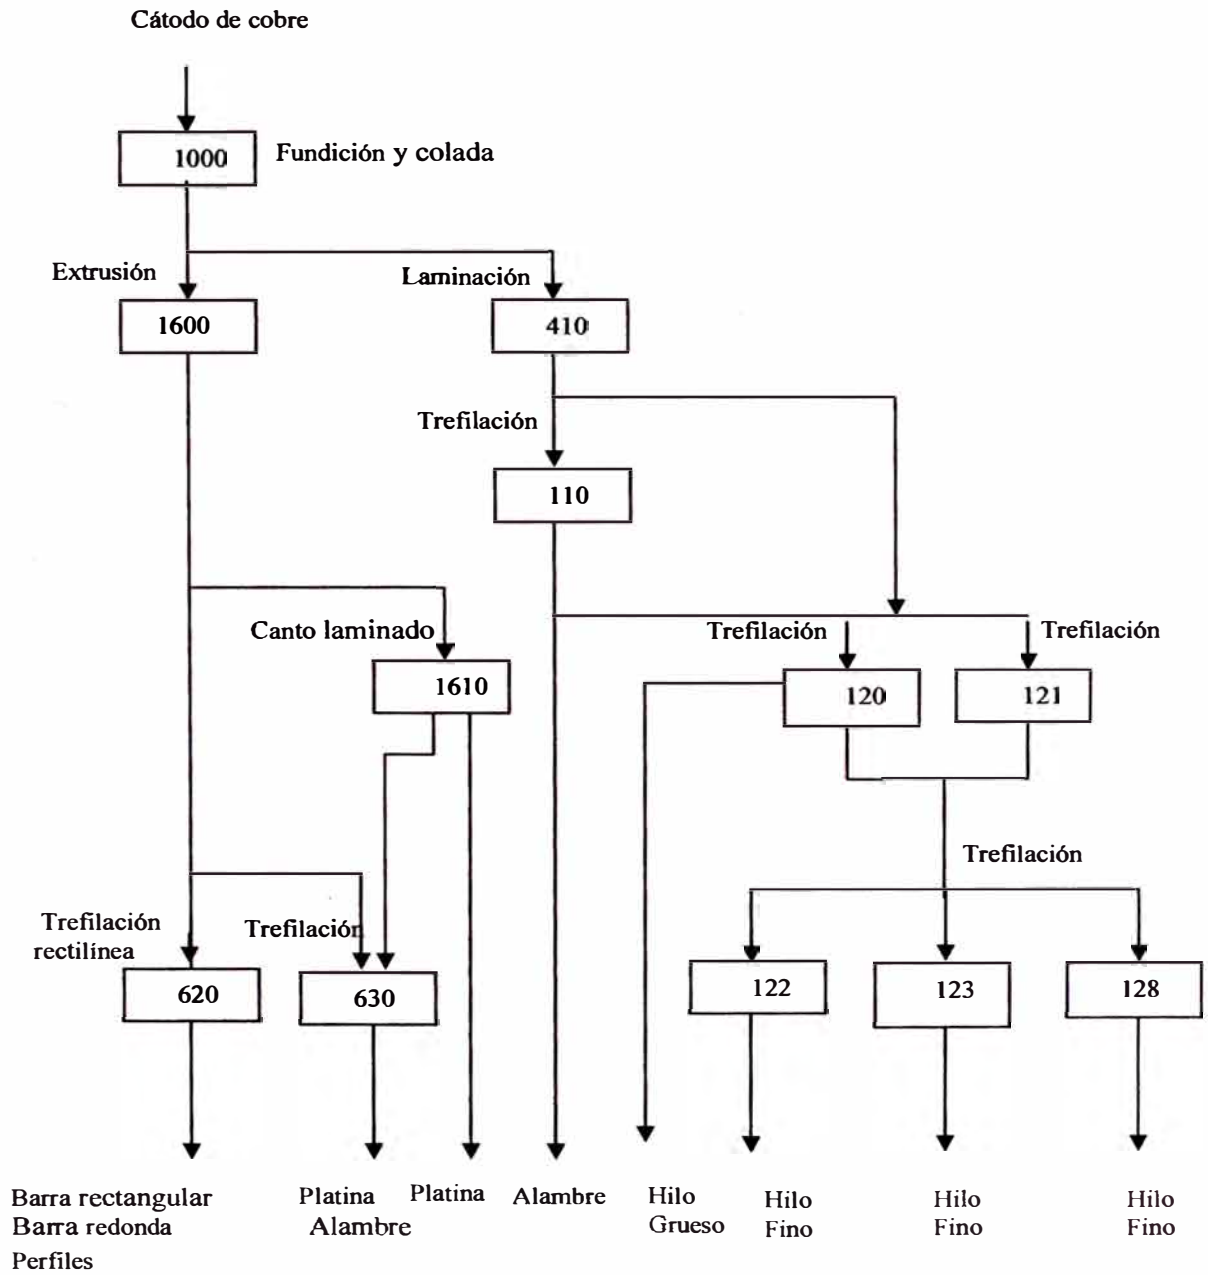 Cátodo de cobre
1000
Fundición y colada
Extrusión
Laminación
1600
410
Trefilación
110
Canto laminado
Trefilación
Trefilación
1610
120
121
Trefilación
Trefilación
rectilínea
Trefilación
620
630
122
123
128
Barra rectangular
Barra redonda
Perfiles
Platina
Alambre
Platina
Alambre
Hilo
Grueso
Hilo
Fino
Hilo
Fino
Hilo
Fino